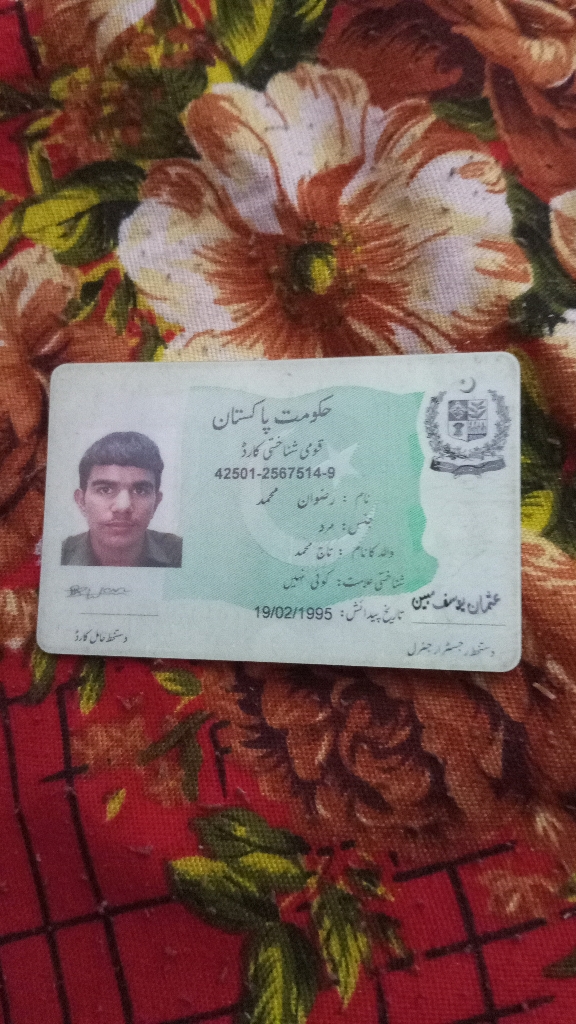 حکومت پاکستان
قومی شناختی کارڈ
42501-2567514-9
نام : رضوان محمد
جنس: مرد
والد کا نام : تاج محمد
شناختی علامت: کوئی نہیں
تاریخ پیدائش: 19/02/1995
عثمان یوسف مبین
دستخط حامل کارڈ
دستخط رجسٹرار جنرل